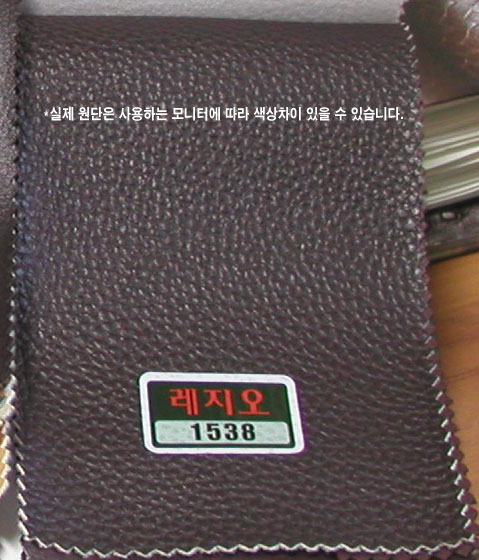 *실제 원단은 사용하는 모니터에 따라 색상차이 있을 수 있습니다.
레지오
1538